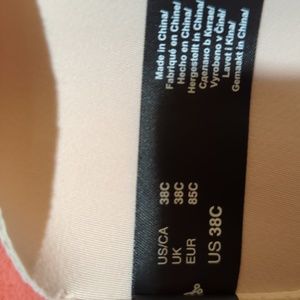 Made in China/
Fabriqué en Chine/
Hecho en China/
Hergestellt in China/
Сделано в Китае/
Vyrobeno v Číně/
Lavet i Kina/
Gemaakt in China/
US/CA 38C
UK 38C
EUR 85C
US 38C